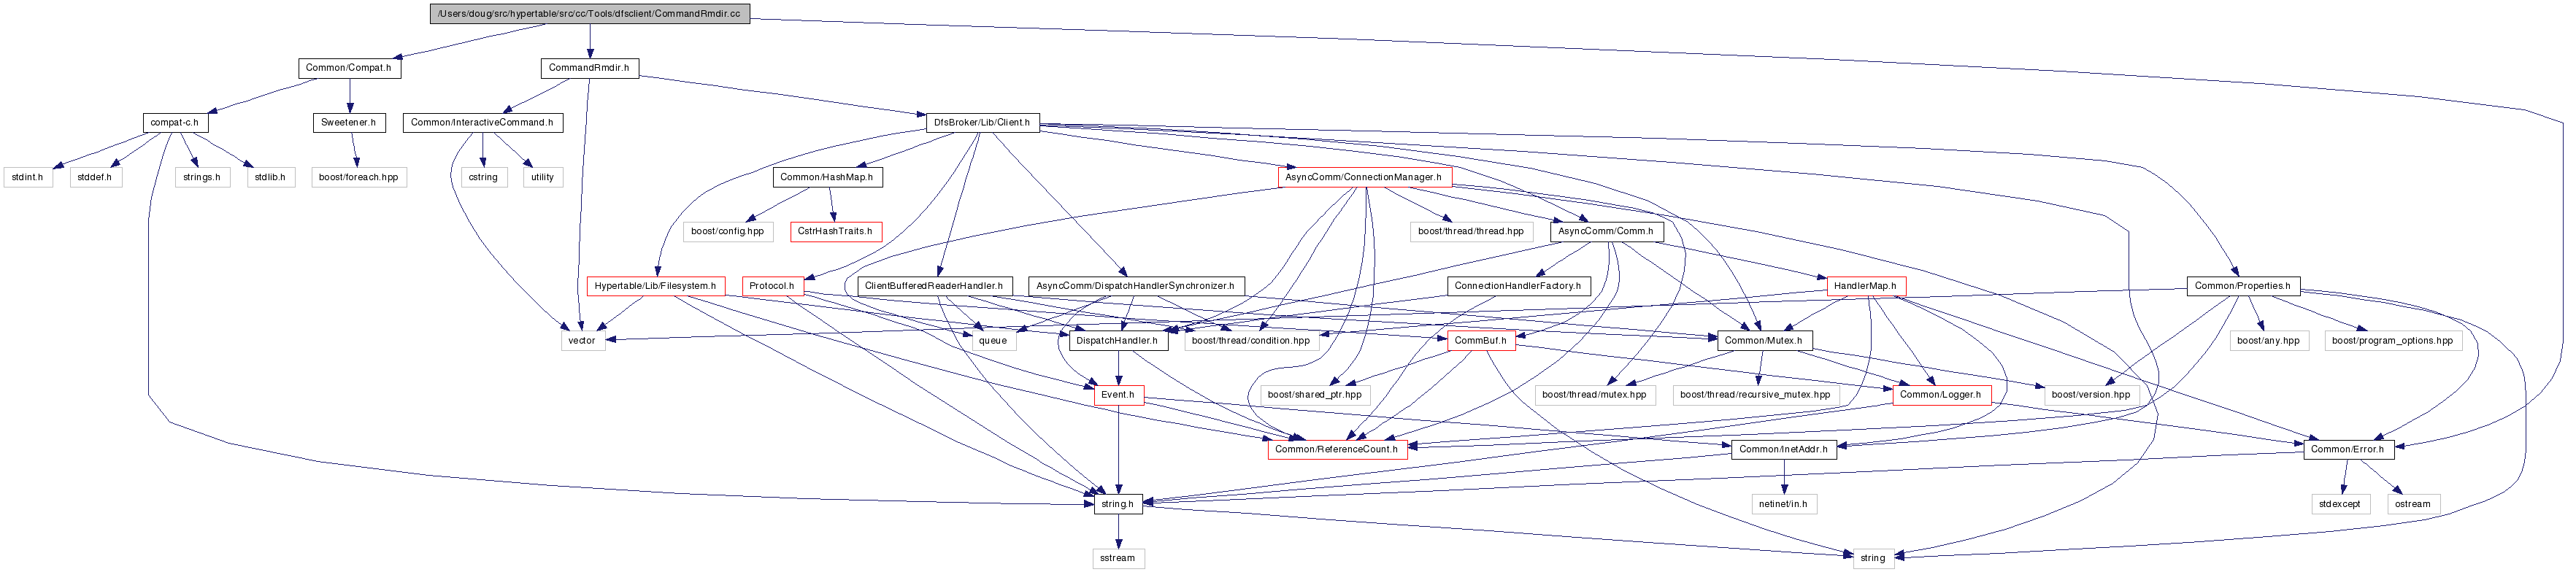 /Users/doug/src/hypertable/src/cc/Tools/dfsclient/CommandRmdir.cc
Common/Compat.h
CommandRmdir.h
compat-c.h
Sweetener.h
Common/InteractiveCommand.h
DfsBroker/Lib/Client.h
stdint.h
stddef.h
strings.h
stdlib.h
boost/foreach.hpp
cstring
utility
Common/HashMap.h
AsyncComm/ConnectionManager.h
boost/config.hpp
CstrHashTraits.h
boost/thread/thread.hpp
AsyncComm/Comm.h
Hypertable/Lib/Filesystem.h
Protocol.h
ClientBufferedReaderHandler.h
AsyncComm/DispatchHandlerSynchronizer.h
ConnectionHandlerFactory.h
HandlerMap.h
Common/Properties.h
vector
queue
DispatchHandler.h
boost/thread/condition.hpp
CommBuf.h
Common/Mutex.h
boost/any.hpp
boost/program_options.hpp
Event.h
boost/shared_ptr.hpp
boost/thread/mutex.hpp
boost/thread/recursive_mutex.hpp
Common/Logger.h
boost/version.hpp
Common/ReferenceCount.h
Common/InetAddr.h
Common/Error.h
string.h
netinet/in.h
stdexcept
ostream
sstream
string